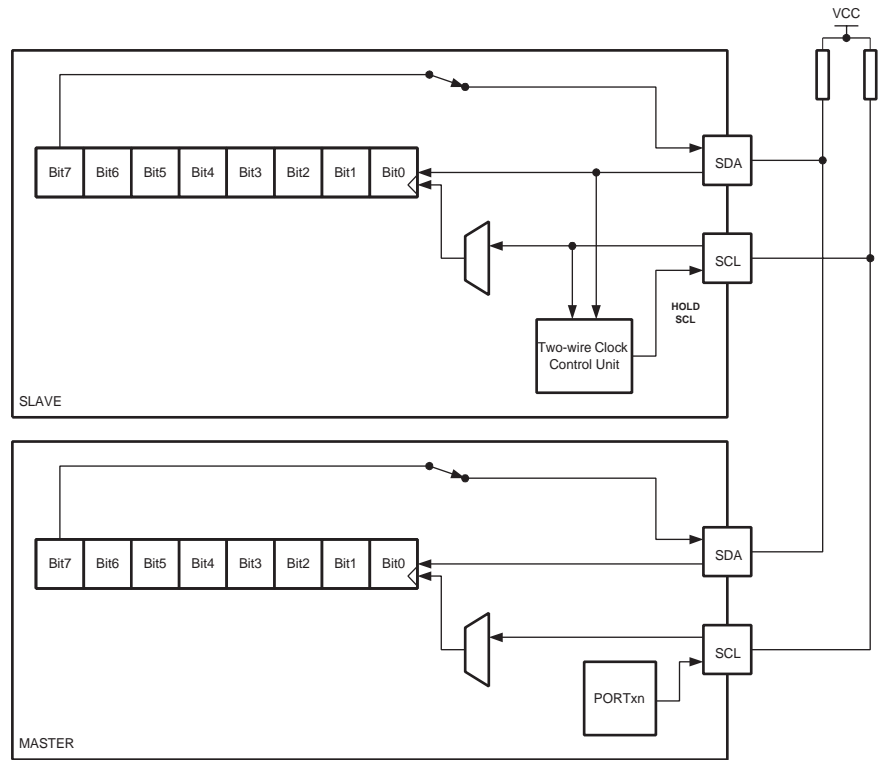 VCC
Bit7 Bit6 Bit5 Bit4 Bit3 Bit2 Bit1 Bit0
SDA
SCL
HOLD
SCL
Two-wire Clock
Control Unit
SLAVE
Bit7 Bit6 Bit5 Bit4 Bit3 Bit2 Bit1 Bit0
SDA
SCL
PORTxn
MASTER